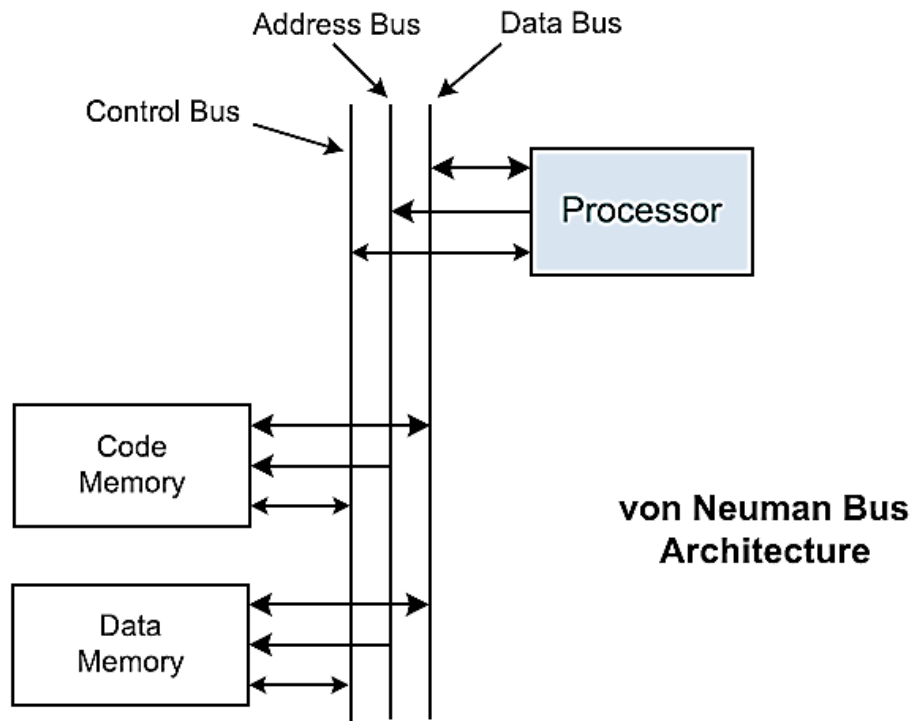 Address Bus
Data Bus
Control Bus
Processor
Code
Memory
von Neuman Bus
Architecture
Data
Memory